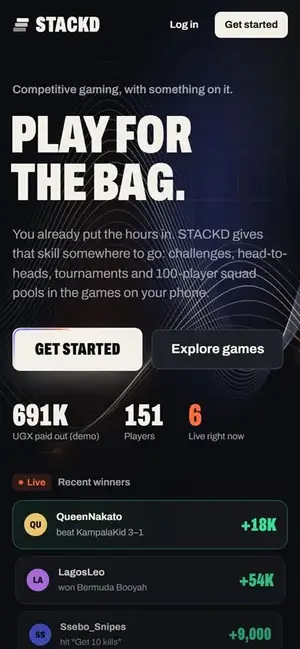 STACKD
Log in
Get started
Competitive gaming, with something on it.
PLAY FOR
THE BAG.
You already put the hours in. STACKD gives
that skill somewhere to go: challenges, head-to-
heads, tournaments and 100-player squad
pools in the games on your phone.
GET STARTED
Explore games
691K
151
6
UGX paid out (demo)
Players
Live right now
Live
Recent winners
QU
QueenNakato
beat KampalaKid 3–1
+18K
LA
LagosLeo
won Bermuda Booyah
+54K
SS
Ssebo_Snipes
hit "Get 10 kills"
+9,000